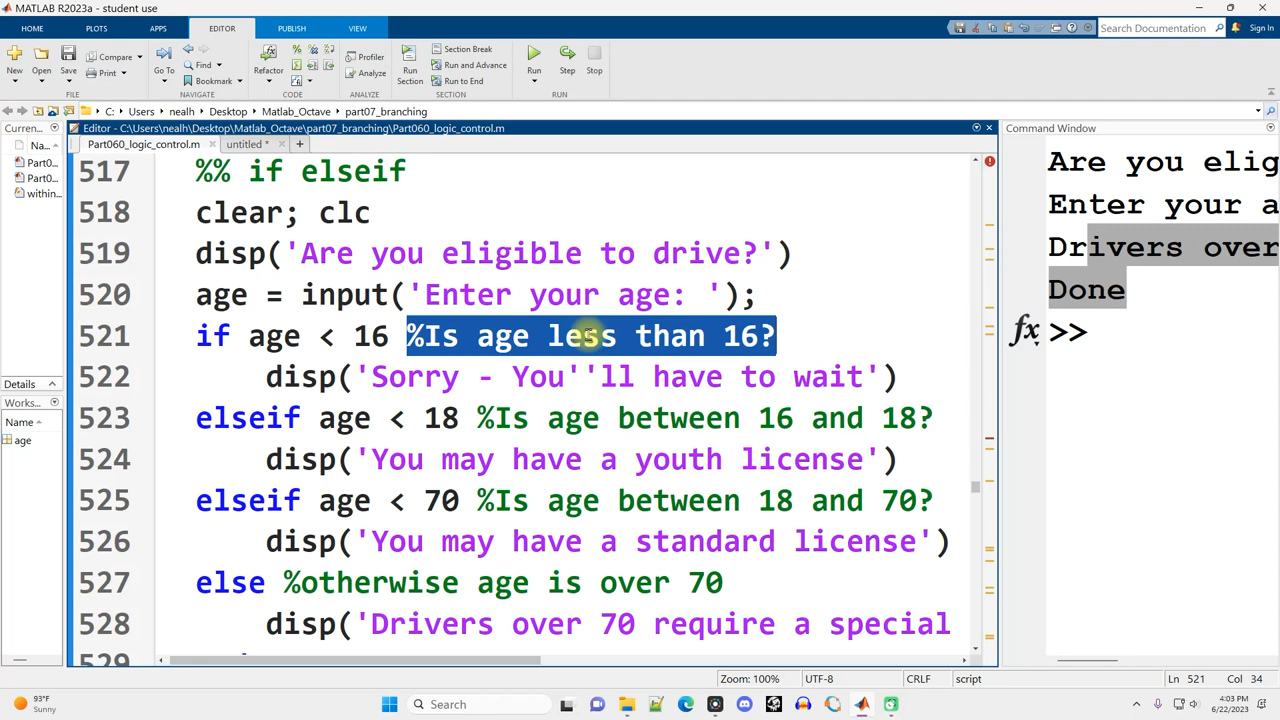 MATLAB R2023a - student use
HOME PLOTS APPS EDITOR PUBLISH VIEW Search Documentation Sign In
New Open Save Compare Print Go To Find Bookmark Refactor Profiler Analyze Run Section Section Break Run and Advance Run to End Run Step Stop
FILE NAVIGATE CODE ANALYZE SECTION RUN
C: Users nealh Desktop Matlab_Octave part07_branching
Curren... Editor - C:\Users\nealh\Desktop\Matlab_Octave\part07_branching\Part060_logic_control.m Command Window
Na... Part060_logic_control.m untitled *
Part0...
Part0...
within...
517 %% if elseif
518 clear; clc
519 disp('Are you eligible to drive?')
520 age = input('Enter your age: ');
521 if age < 16 %Is age less than 16?
522 disp('Sorry - You''ll have to wait')
523 elseif age < 18 %Is age between 16 and 18?
524 disp('You may have a youth license')
525 elseif age < 70 %Is age between 18 and 70?
526 disp('You may have a standard license')
527 else %otherwise age is over 70
528 disp('Drivers over 70 require a special
529
Are you elig
Enter your a
Drivers over
Done
fx >>
Details
Works...
Name
age
Zoom: 100% UTF-8 CRLF script Ln 521 Col 34
93°F
Sunny
Search
4:03 PM
6/22/2023